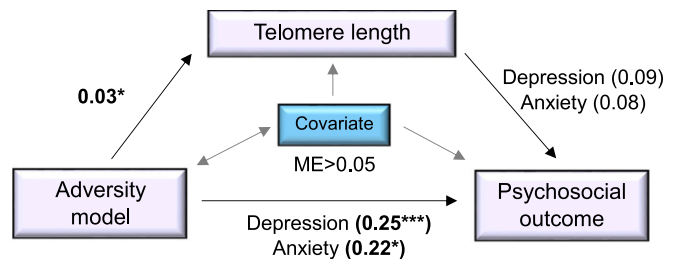 Telomere length
Depression (0.09)
Anxiety (0.08)
0.03*
Covariate
ME>0.05
Adversity
model
Psychosocial
outcome
Depression (0.25***)
Anxiety (0.22*)